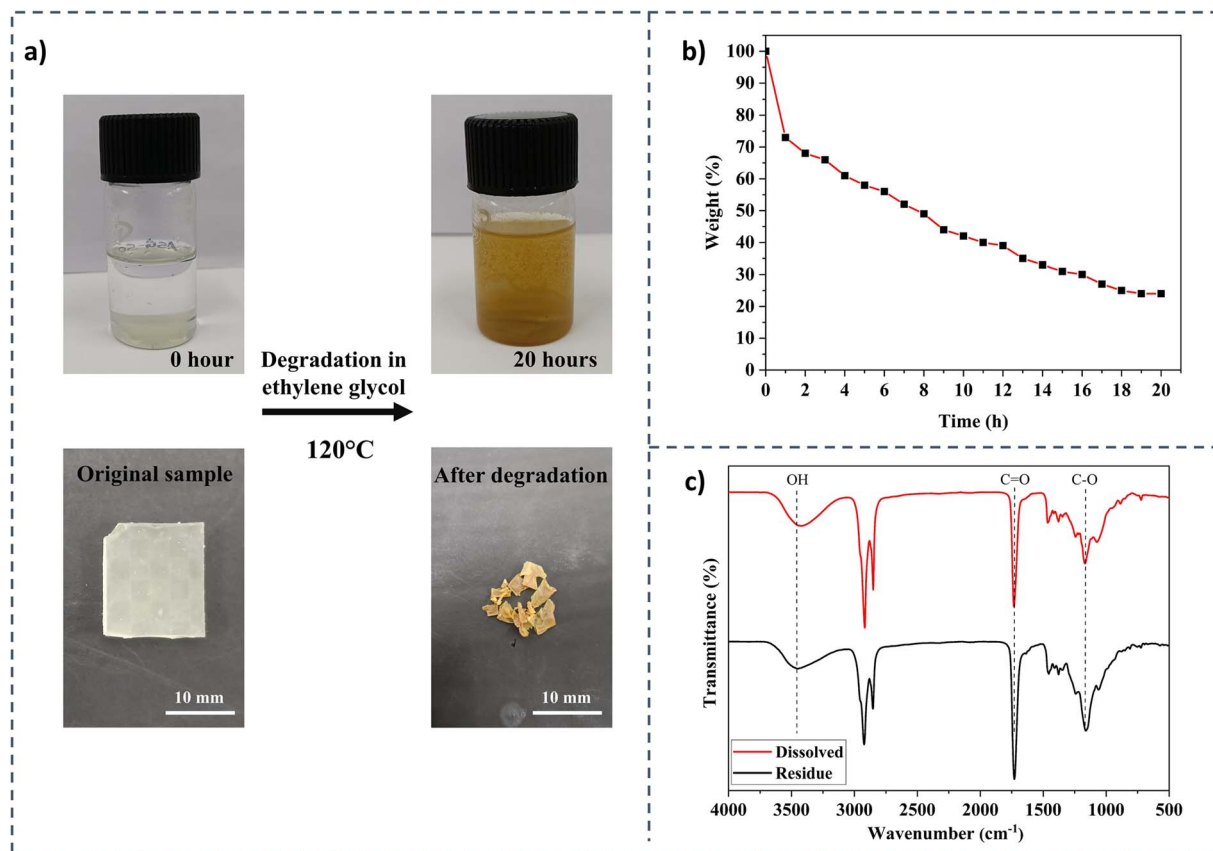 a)
0 hour
Degradation in
ethylene glycol
120°C
20 hours
Original sample
10 mm
After degradation
10 mm
b)
Weight (%)
100
90
80
70
60
50
40
30
20
10
0
0 2 4 6 8 10 12 14 16 18 20
Time (h)
c)
OH
C=O
C-O
Transmittance (%)
Dissolved
Residue
4000 3500 3000 2500 2000 1500 1000 500
Wavenumber (cm⁻¹)